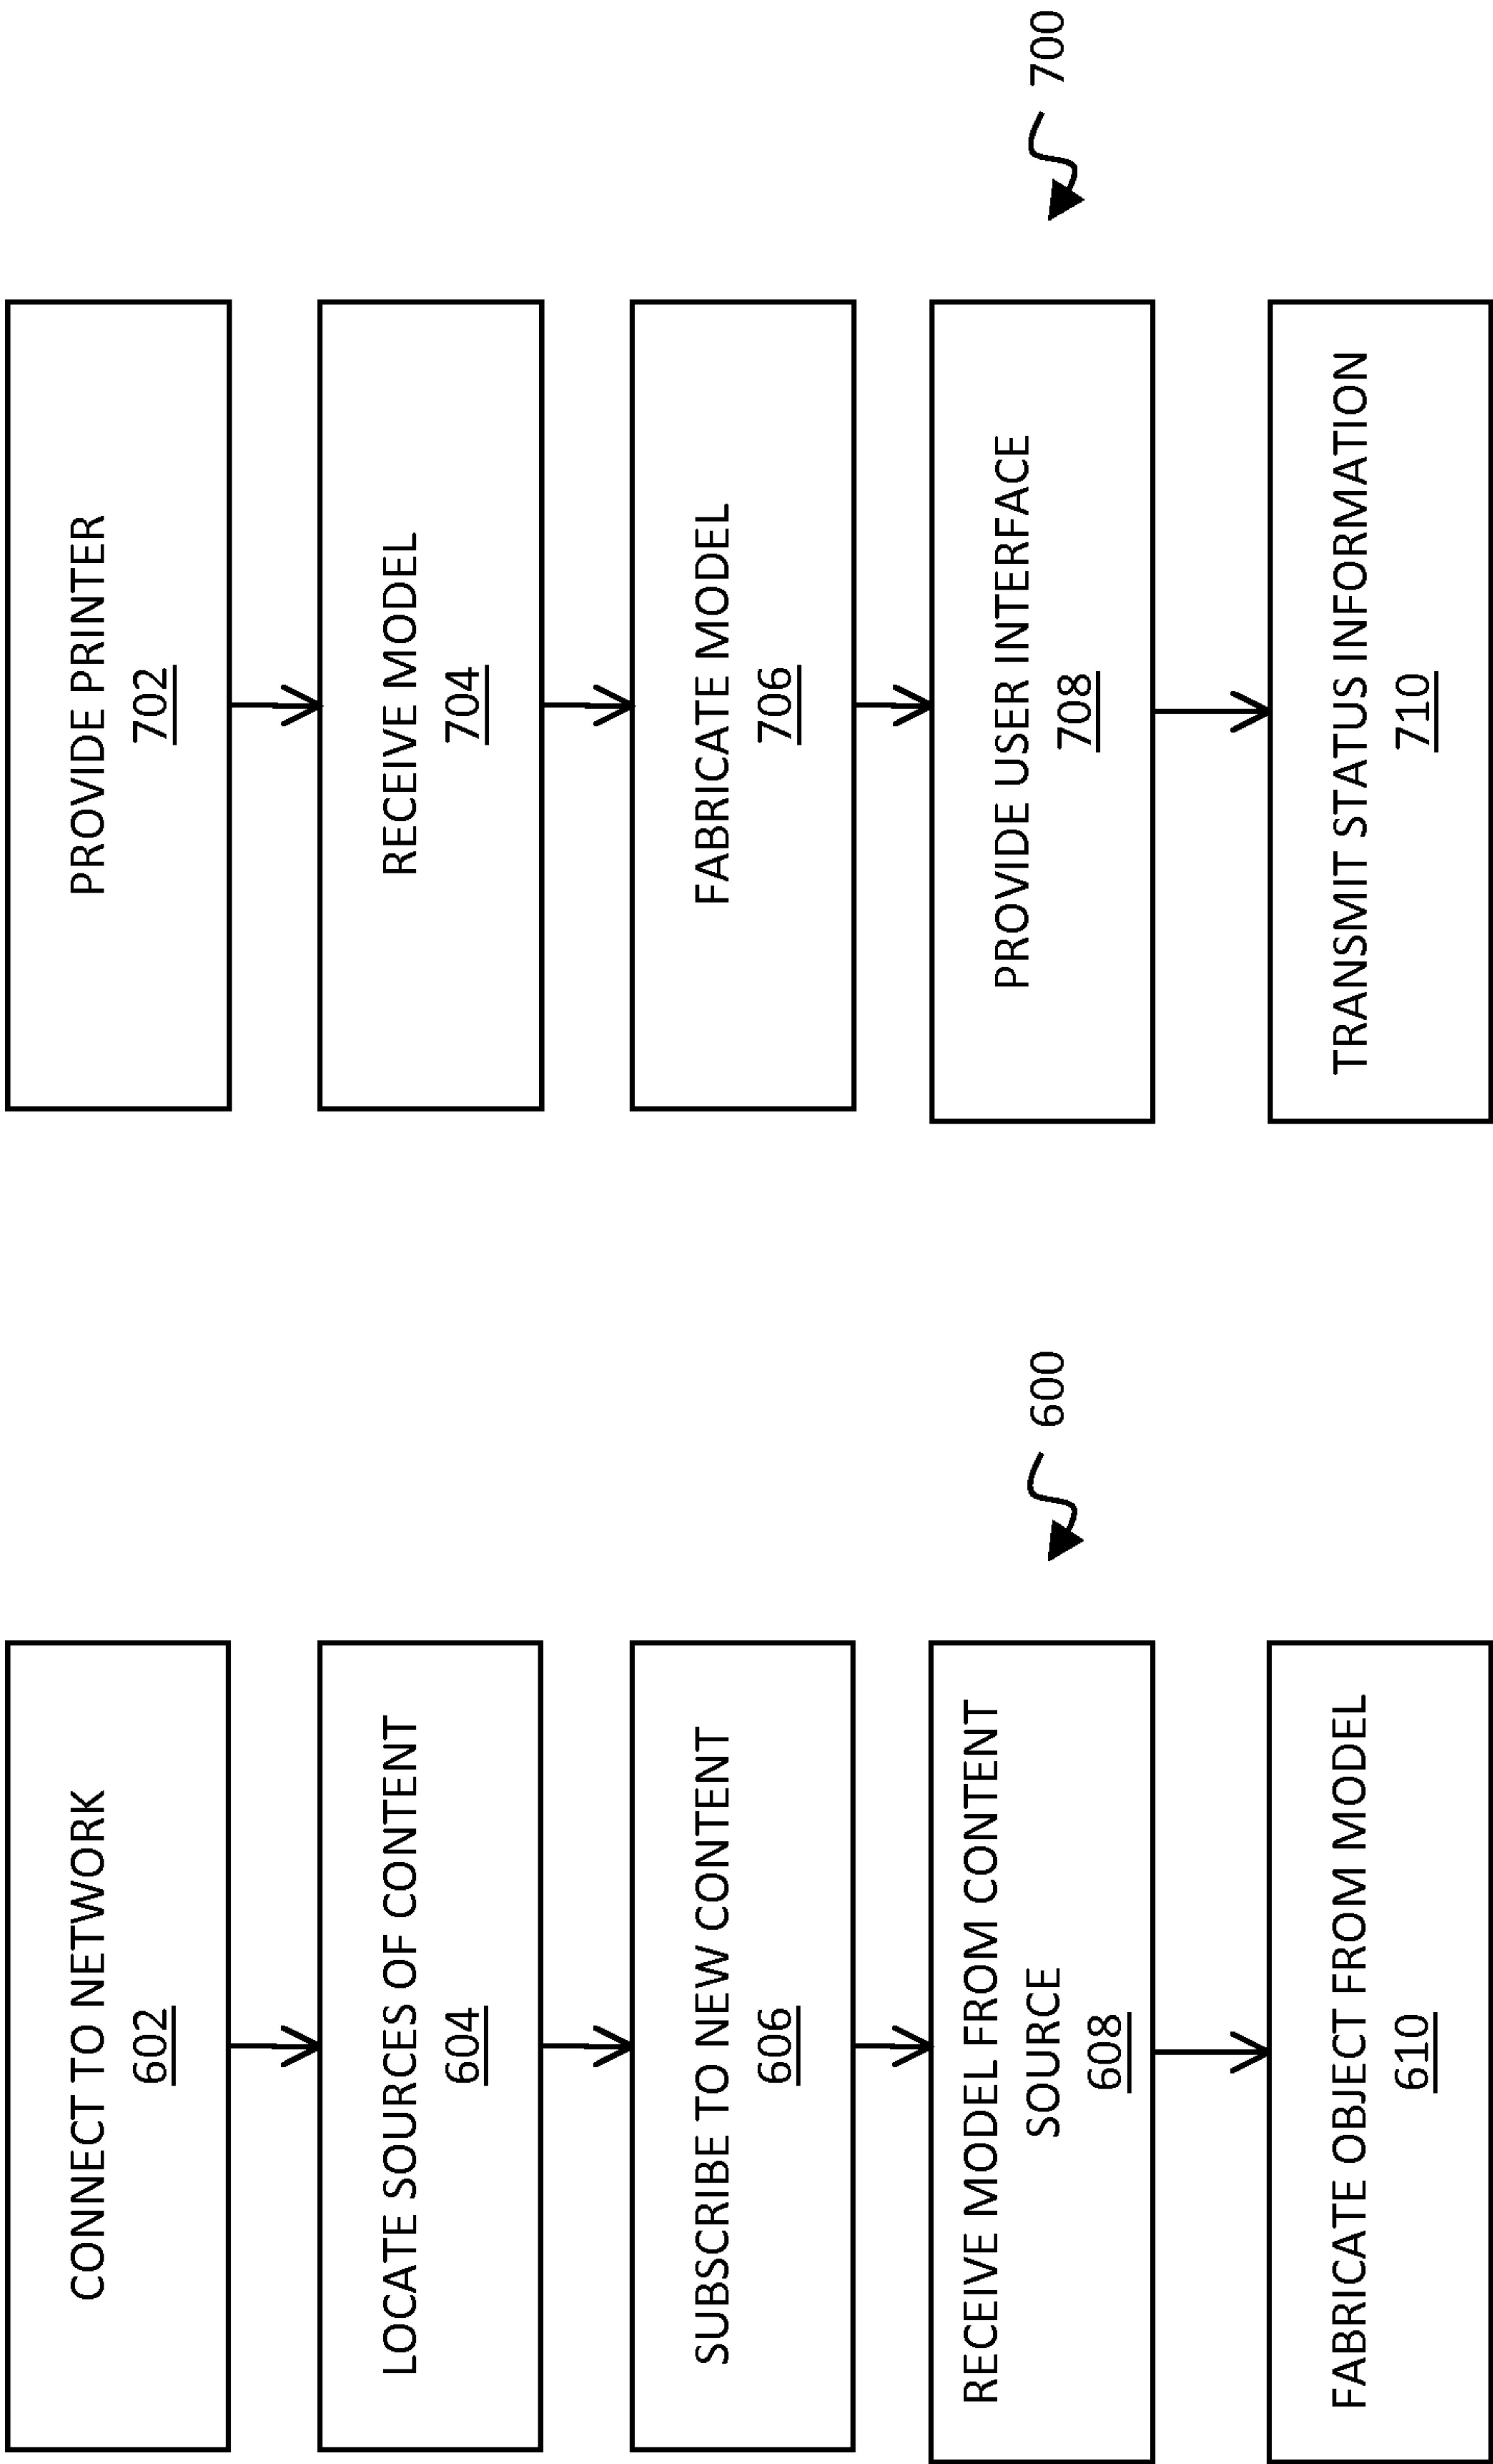 CONNECT TO NETWORK
602
LOCATE SOURCES OF CONTENT
604
SUBSCRIBE TO NEW CONTENT
606
RECEIVE MODEL FROM CONTENT
SOURCE
608
FABRICATE OBJECT FROM MODEL
610
600
PROVIDE PRINTER
702
RECEIVE MODEL
704
FABRICATE MODEL
706
PROVIDE USER INTERFACE
708
TRANSMIT STATUS INFORMATION
710
700